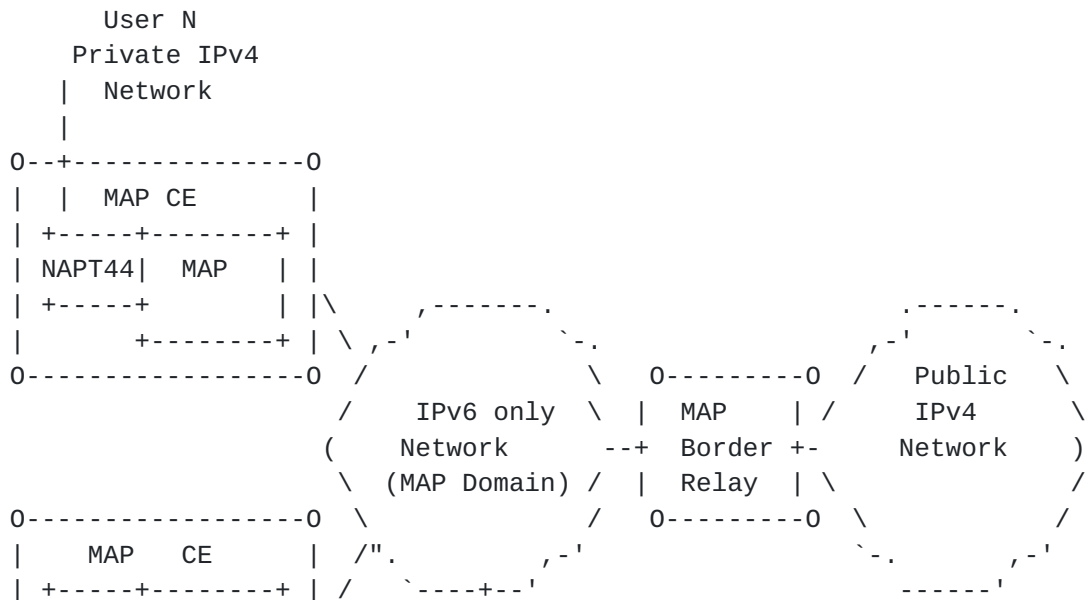 User N
Private IPv4
|  Network
|
O--+---------------O
|  |  MAP CE       |
| +-----+--------+ |
| NAPT44|  MAP   | |
| +-----+        | |\     ,-------.                      .------.
|       +--------+ | \ ,-'         `-.                 ,-'       `-.
O------------------O  /              \   O---------O  /   Public   \
/     IPv6 only  \  |  MAP    | /     IPv4      \
(    Network      --+  Border +-     Network     )
\  (MAP Domain) /  |  Relay  | \               /
O------------------O  \              /   O---------O  \             /
|    MAP   CE      |  /".         ,-'                 `-.       ,-'
| +-----+--------+ | /   `----+--'                       ------'